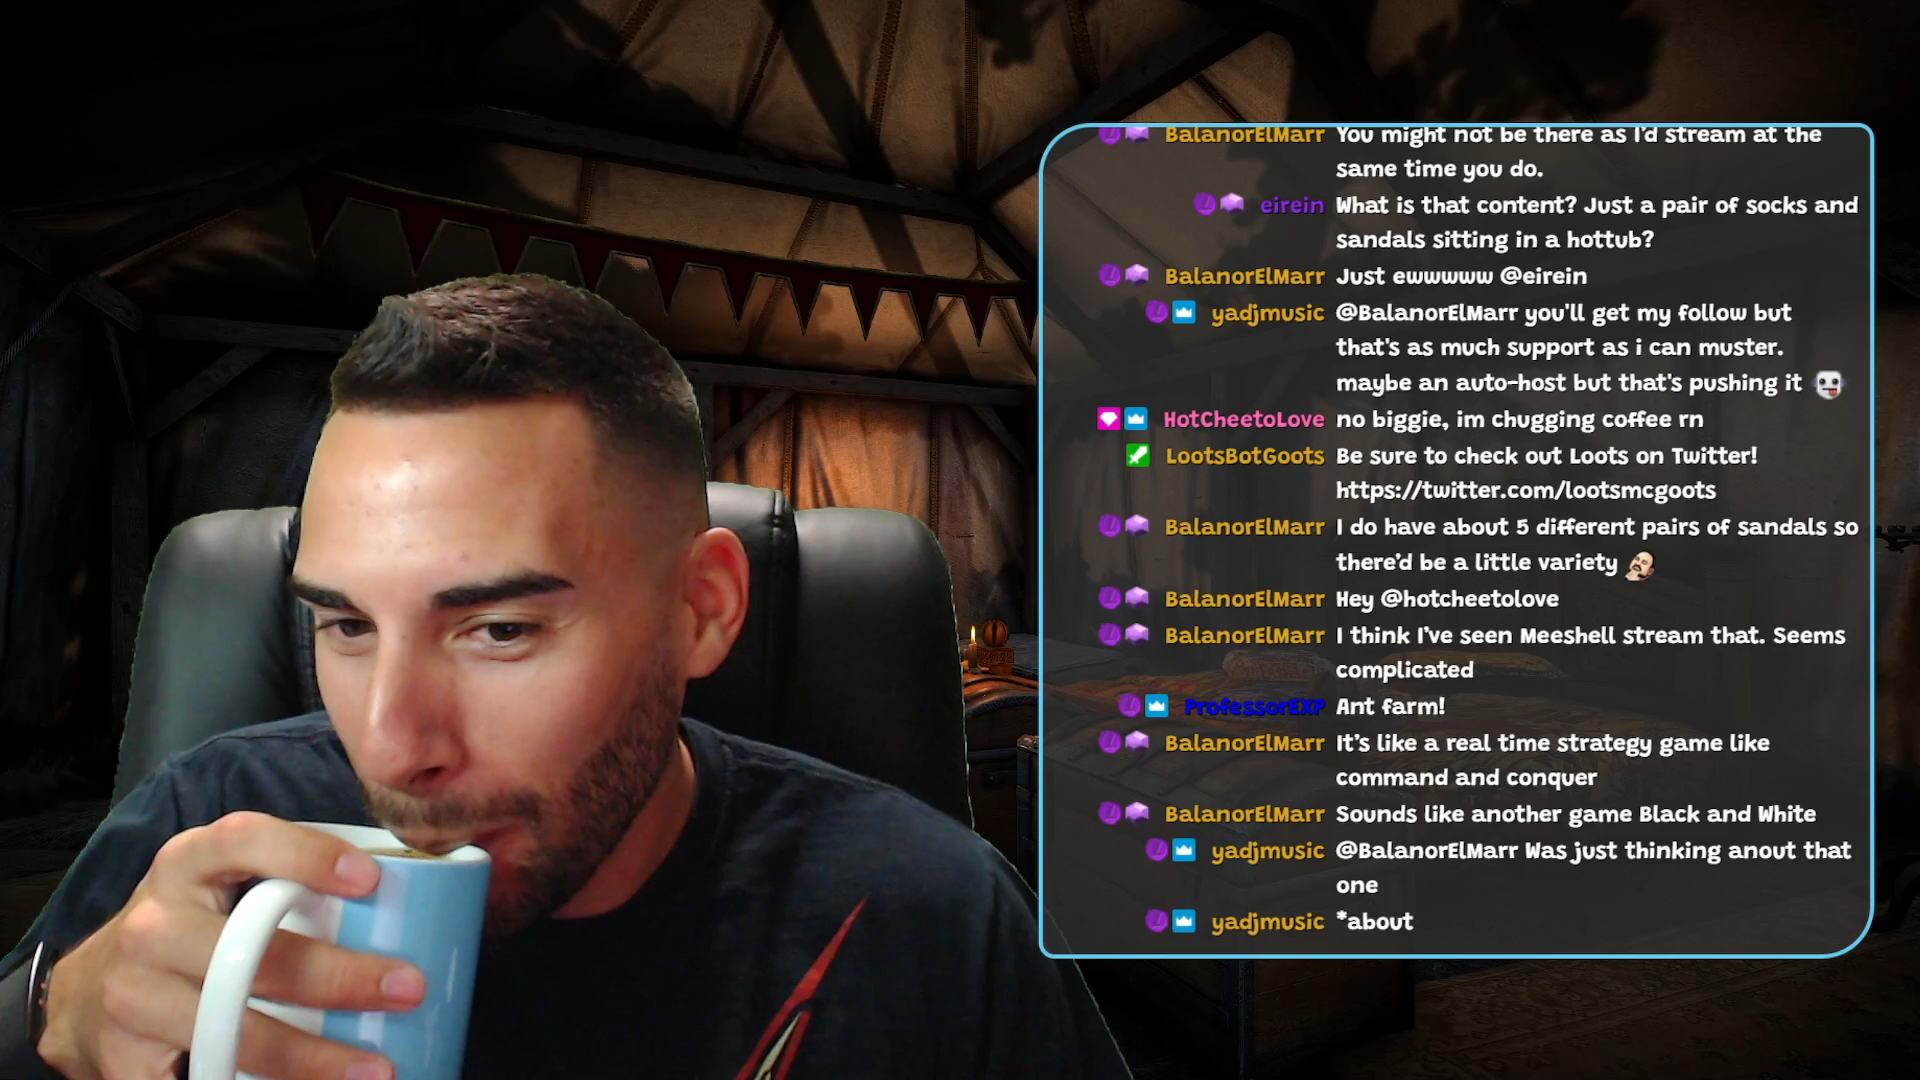 BalanorElMarr You might not be there as I'd stream at the
same time you do.
eirein What is that content? Just a pair of socks and
sandals sitting in a hottub?
BalanorElMarr Just ewwwww @eirein
yadjmusic @BalanorElMarr you'll get my follow but
that's as much support as i can muster.
maybe an auto-host but that's pushing it
HotCheetoLove no biggie, im chugging coffee rn
LootsBotGoots Be sure to check out Loots on Twitter!
https://twitter.com/lootsmcgoots
BalanorElMarr I do have about 5 different pairs of sandals so
there'd be a little variety
BalanorElMarr Hey @hotcheetolove
BalanorElMarr I think I've seen Meeshell stream that. Seems
complicated
ProfessorEXP Ant farm!
BalanorElMarr It's like a real time strategy game like
command and conquer
BalanorElMarr Sounds like another game Black and White
yadjmusic @BalanorElMarr Was just thinking anout that
one
yadjmusic *about